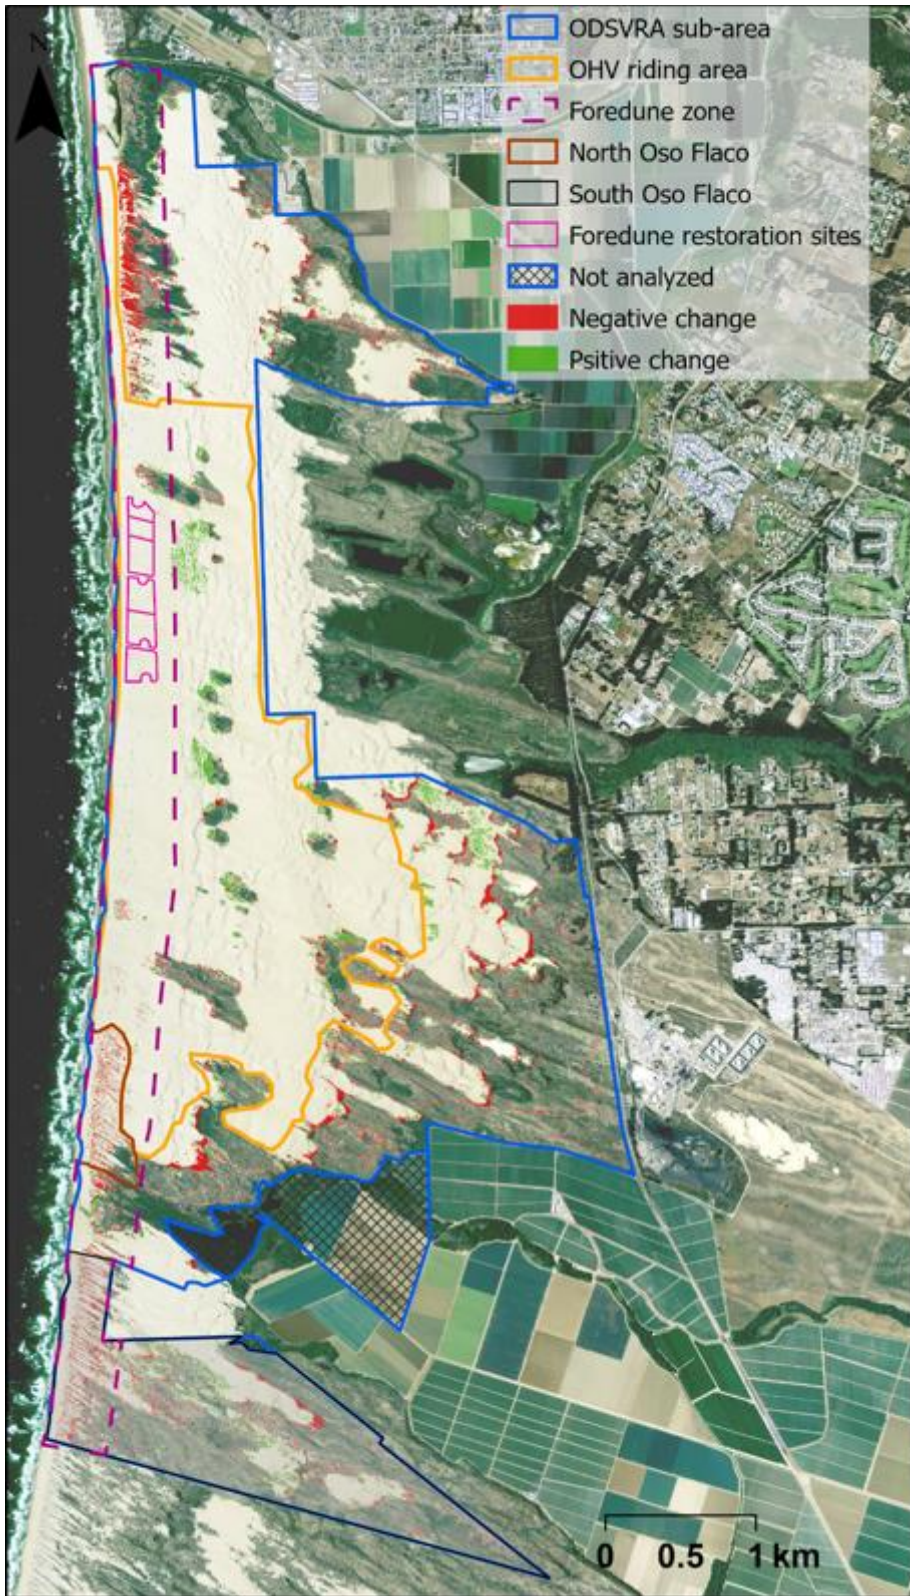 N
ODSVRA sub-area
OHV riding area
Foredune zone
North Oso Flaco
South Oso Flaco
Foredune restoration sites
Not analyzed
Negative change
Psitive change
0 0.5 1 km